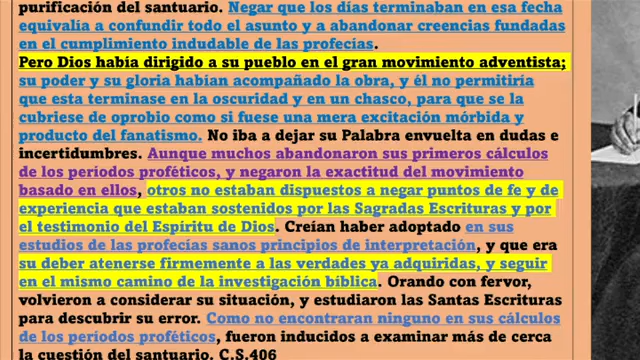 purificación del santuario. Negar que los días terminaban en esa fecha
equivalía a confundir todo el asunto y a abandonar creencias fundadas
en el cumplimiento indudable de las profecías.
Pero Dios había dirigido a su pueblo en el gran movimiento adventista;
su poder y su gloria habían acompañado la obra, y él no permitiría
que esta terminase en la oscuridad y en un chasco, para que se la
cubriese de oprobio como si fuese una mera excitación mórbida y
producto del fanatismo. No iba a dejar su Palabra envuelta en dudas e
incertidumbres. Aunque muchos abandonaron sus primeros cálculos
de los períodos proféticos, y negaron la exactitud del movimiento
basado en ellos, otros no estaban dispuestos a negar puntos de fe y de
experiencia que estaban sostenidos por las Sagradas Escrituras y por
el testimonio del Espíritu de Dios. Creían haber adoptado en sus
estudios de las profecías sanos principios de interpretación, y que era
su deber atenerse firmemente a las verdades ya adquiridas, y seguir
en el mismo camino de la investigación bíblica. Orando con fervor,
volvieron a considerar su situación, y estudiaron las Santas Escrituras
para descubrir su error. Como no encontraran ninguno en sus cálculos
de los períodos proféticos, fueron inducidos a examinar más de cerca
la cuestión del santuario. C.S.406